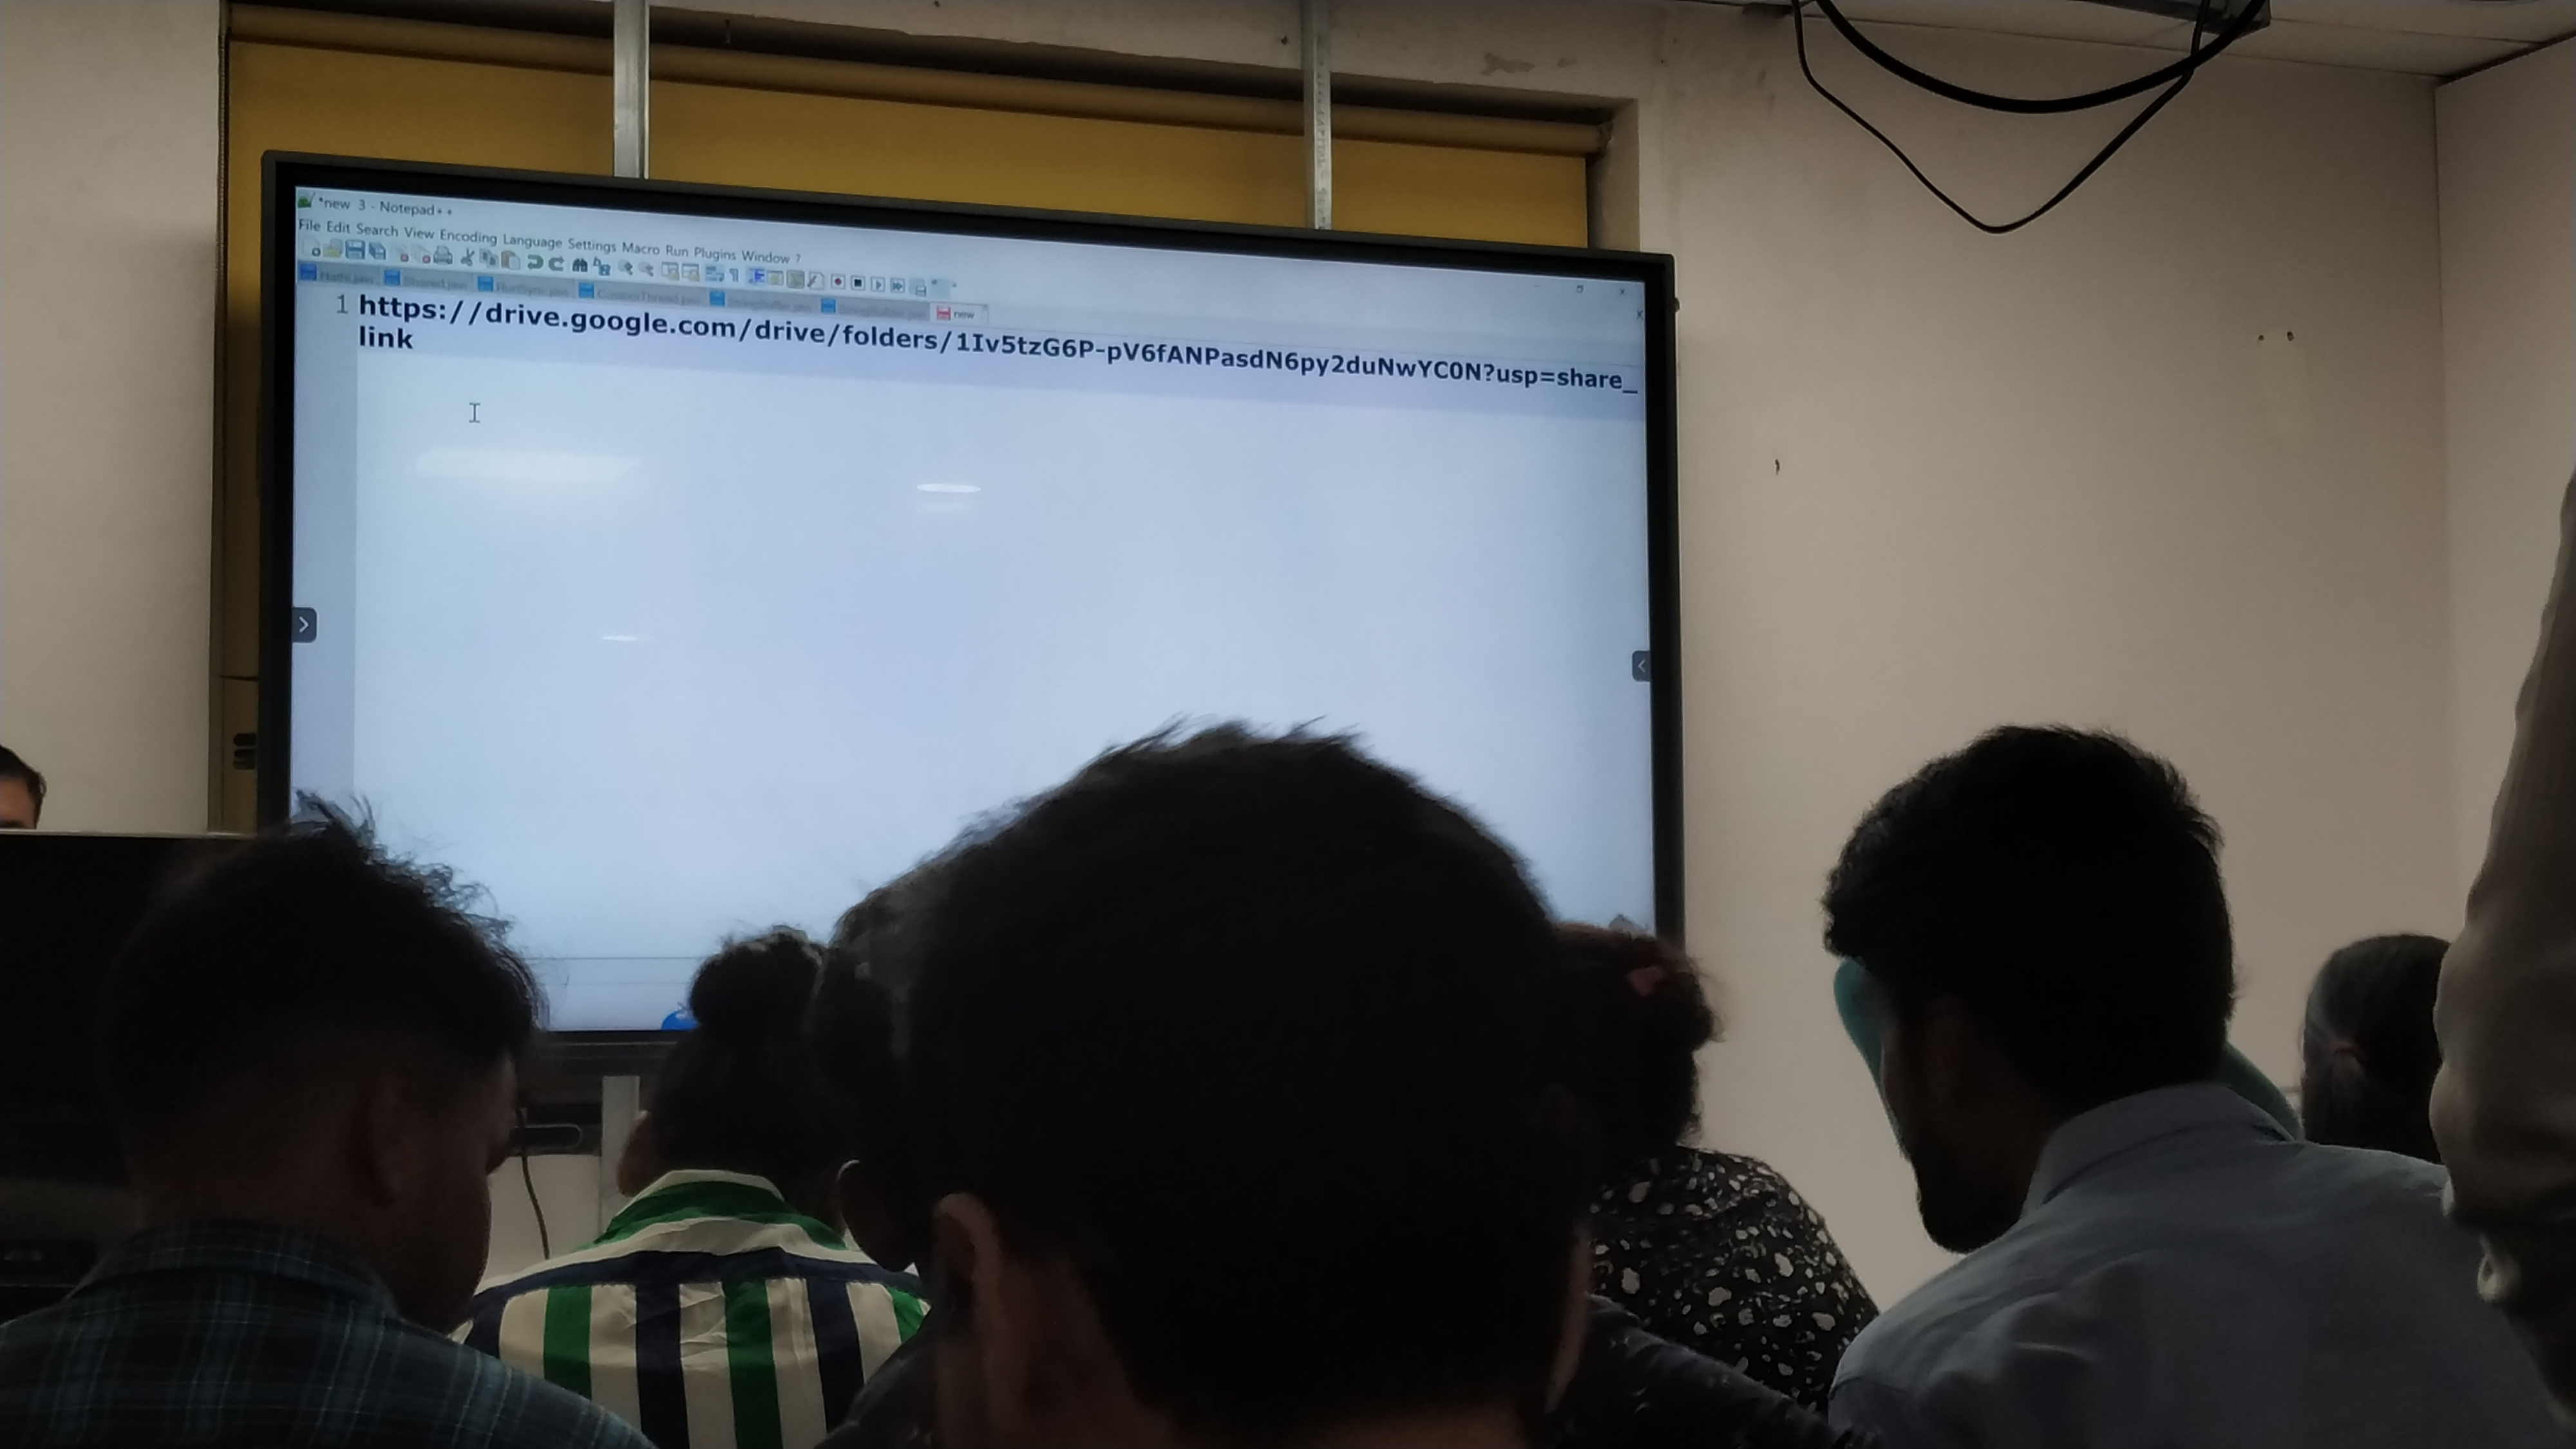 *new 3 - Notepad++
File Edit Search View Encoding Language Settings Macro Run Plugins Window ?
new
1 https://drive.google.com/drive/folders/1Iv5tzG6P-pV6fANPasdN6py2duNwYC0N?usp=share_
link